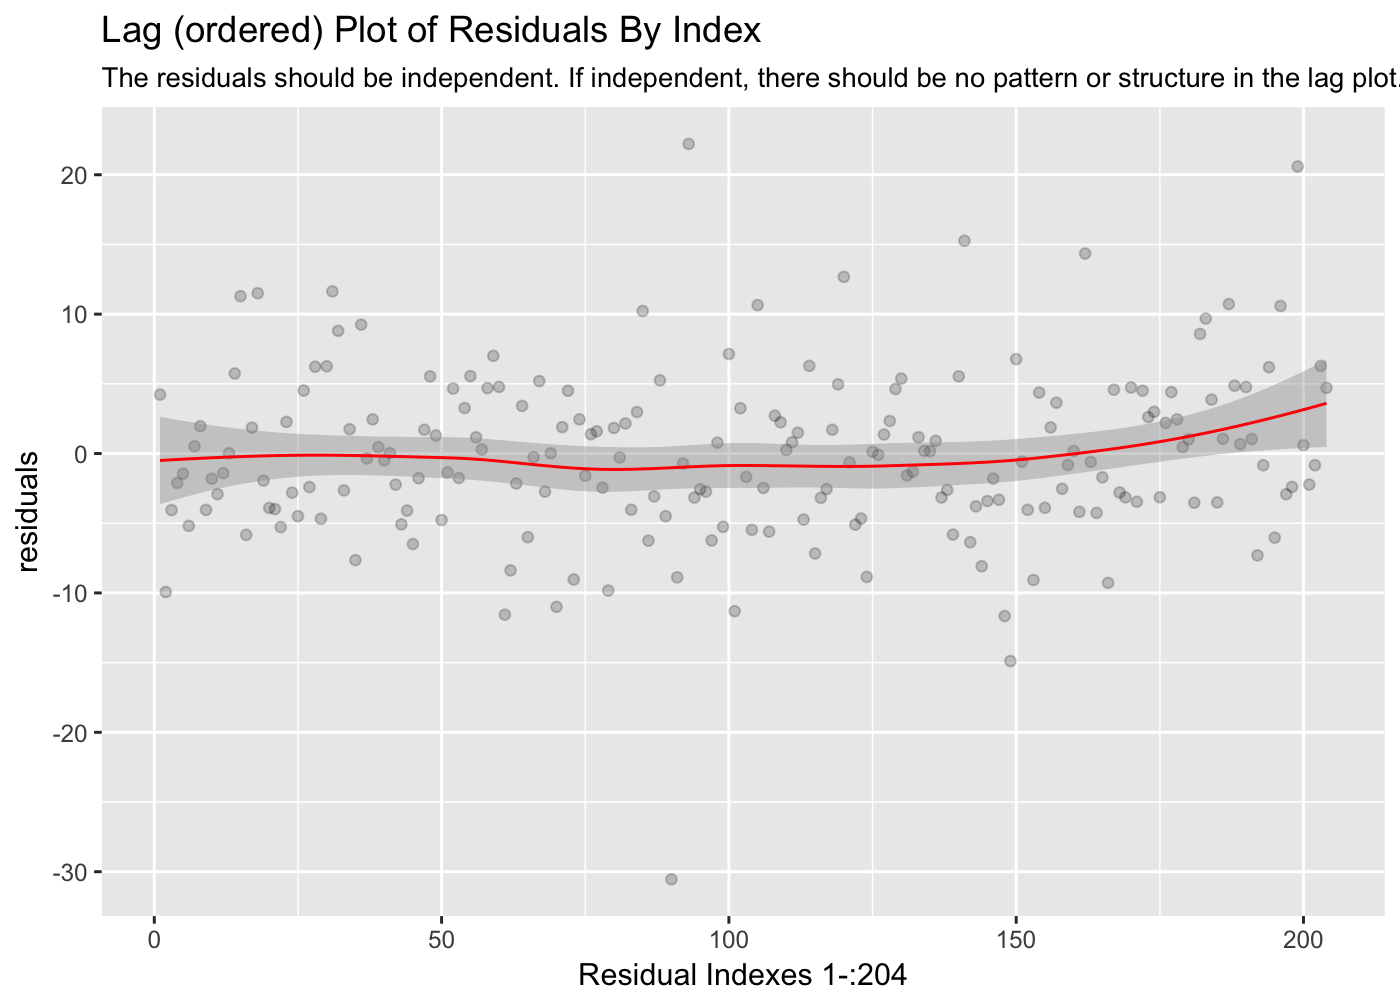 Lag (ordered) Plot of Residuals By Index
The residuals should be independent. If independent, there should be no pattern or structure in the lag plot.
20
10
0
-10
-20
-30
residuals
0 50 100 150 200
Residual Indexes 1-:204